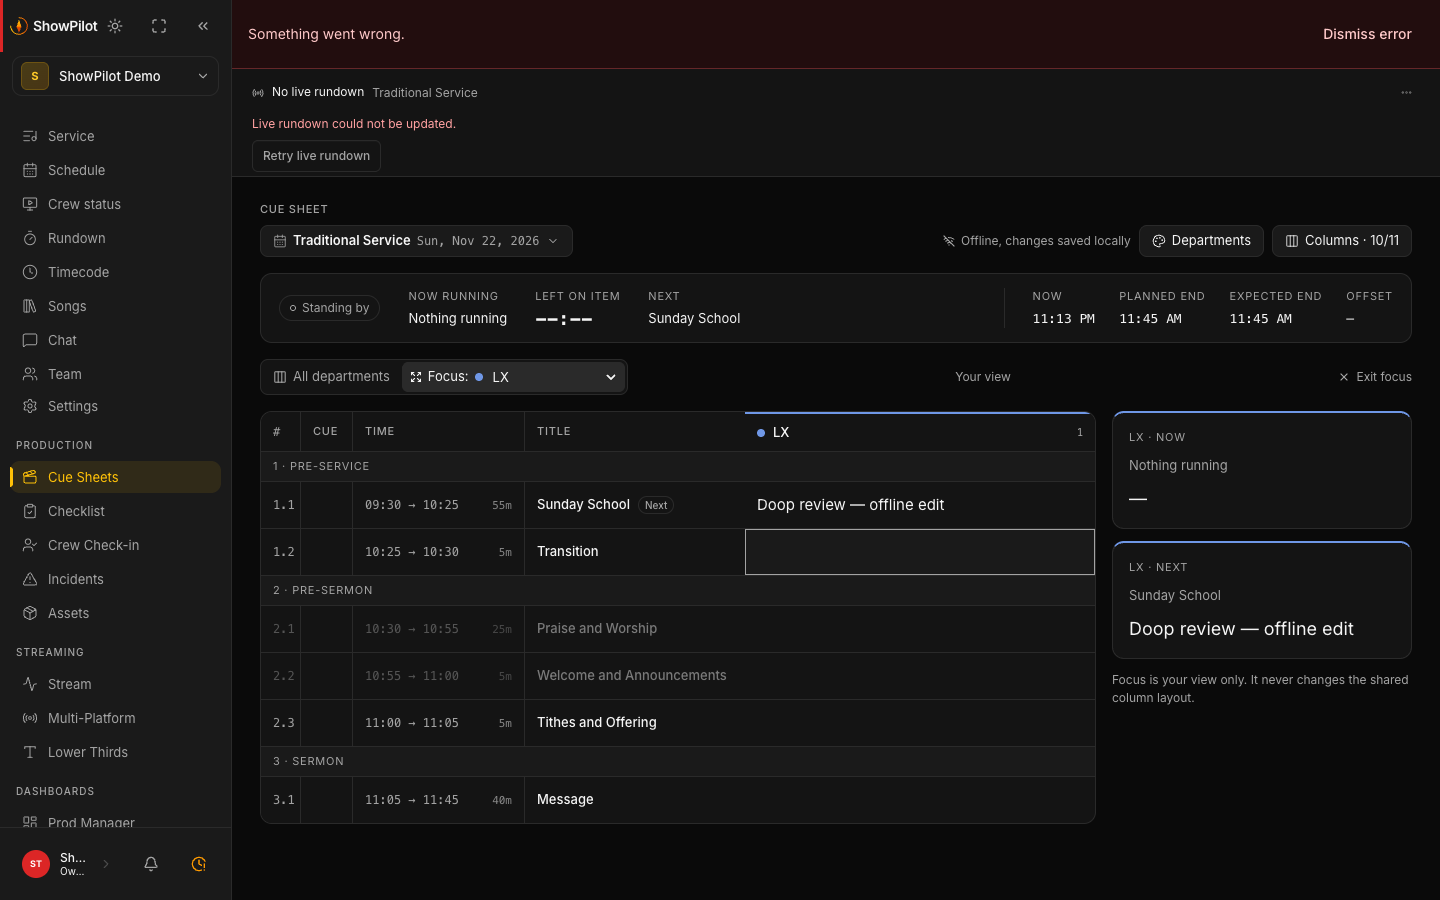 ShowPilot
S ShowPilot Demo
Service
Schedule
Crew status
Rundown
Timecode
Songs
Chat
Team
Settings
PRODUCTION
Cue Sheets
Checklist
Crew Check-in
Incidents
Assets
STREAMING
Stream
Multi-Platform
Lower Thirds
DASHBOARDS
Prod Manager
ST Sh...
Ow...
Something went wrong. Dismiss error
No live rundown Traditional Service
Live rundown could not be updated.
Retry live rundown
CUE SHEET
Traditional Service Sun, Nov 22, 2026 Offline, changes saved locally Departments Columns · 10/11
Standing by
NOW RUNNING LEFT ON ITEM NEXT NOW PLANNED END EXPECTED END OFFSET
Nothing running ––:–– Sunday School 11:13 PM 11:45 AM 11:45 AM –
All departments Focus: LX Your view Exit focus
# CUE TIME TITLE LX 1
1 · PRE-SERVICE
1.1 09:30 → 10:25 55m Sunday School Next Doop review — offline edit
1.2 10:25 → 10:30 5m Transition
2 · PRE-SERMON
2.1 10:30 → 10:55 25m Praise and Worship
2.2 10:55 → 11:00 5m Welcome and Announcements
2.3 11:00 → 11:05 5m Tithes and Offering
3 · SERMON
3.1 11:05 → 11:45 40m Message
LX · NOW
Nothing running
—
LX · NEXT
Sunday School
Doop review — offline edit
Focus is your view only. It never changes the shared
column layout.